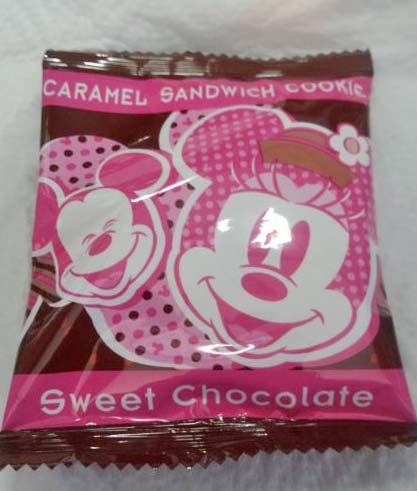 CARAMEL SANDWICH COOKIE
Sweet Chocolate